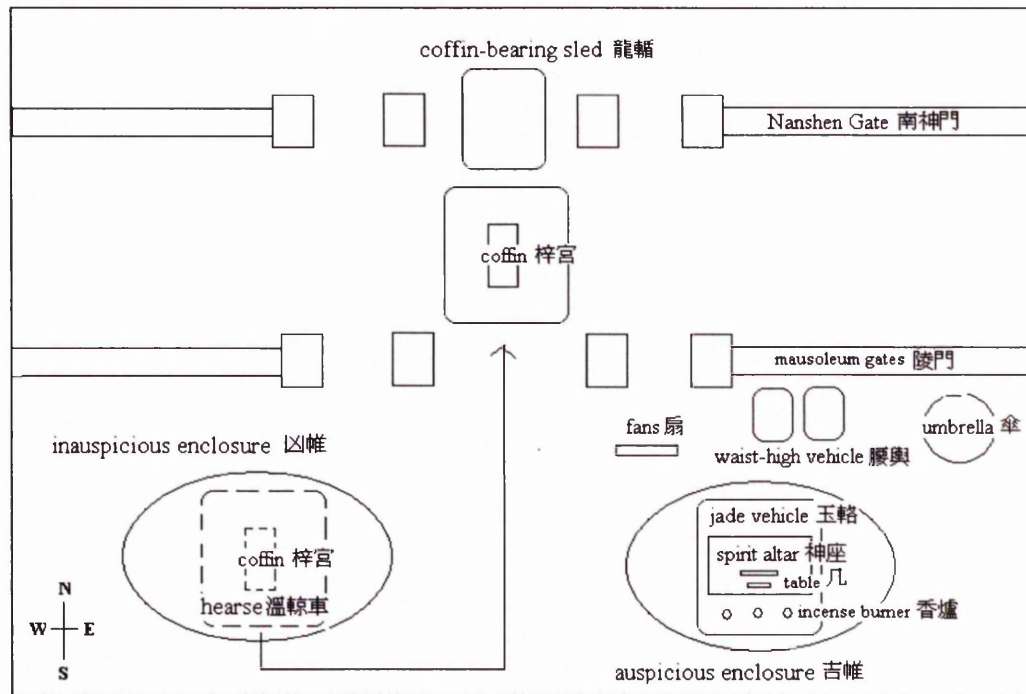 coffin-bearing sled 龍輴
Nanshen Gate 南神門
coffin 梓宮
mausoleum gates 陵門
fans 扇
umbrella 傘
inauspicious enclosure 凶帷
waist-high vehicle 腰輿
jade vehicle 玉輅
spirit altar 神座
coffin 梓宮
table 几
hearse 溫輬車
incense burner 香爐
N
W E
S
auspicious enclosure 吉帷